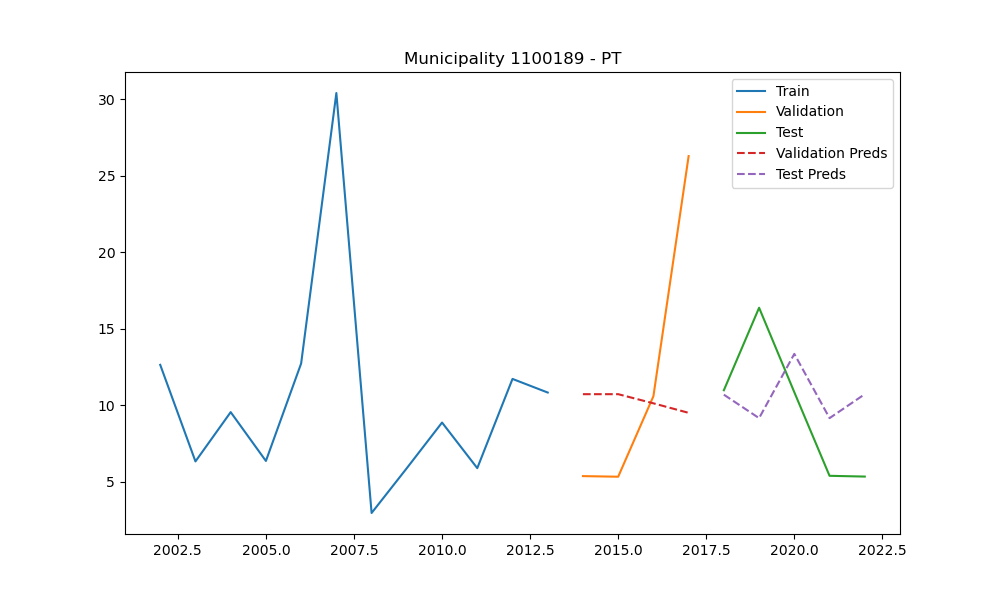 Municipality 1100189 - PT
30
25
20
15
10
5
Train
Validation
Test
Validation Preds
Test Preds
2002.5 2005.0 2007.5 2010.0 2012.5 2015.0 2017.5 2020.0 2022.5